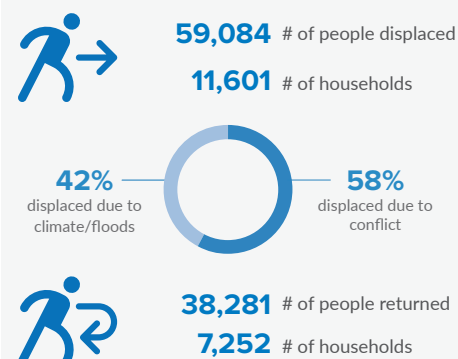 59,084 # of people displaced
11,601 # of households
42%
displaced due to
climate/floods
58%
displaced due to
conflict
38,281 # of people returned
7,252 # of households